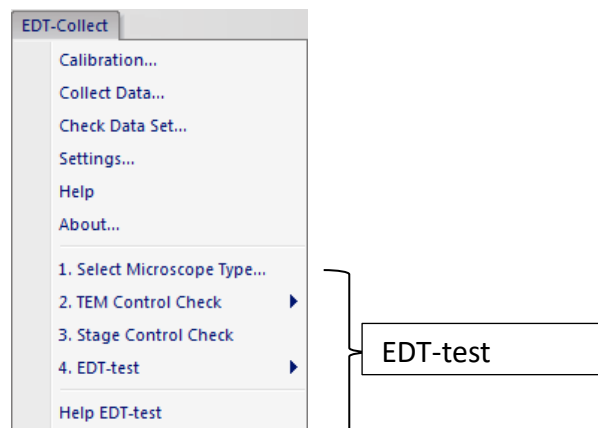 EDT-Collect
Calibration...
Collect Data...
Check Data Set...
Settings...
Help
About...
1. Select Microscope Type...
2. TEM Control Check
3. Stage Control Check
4. EDT-test
Help EDT-test
EDT-test